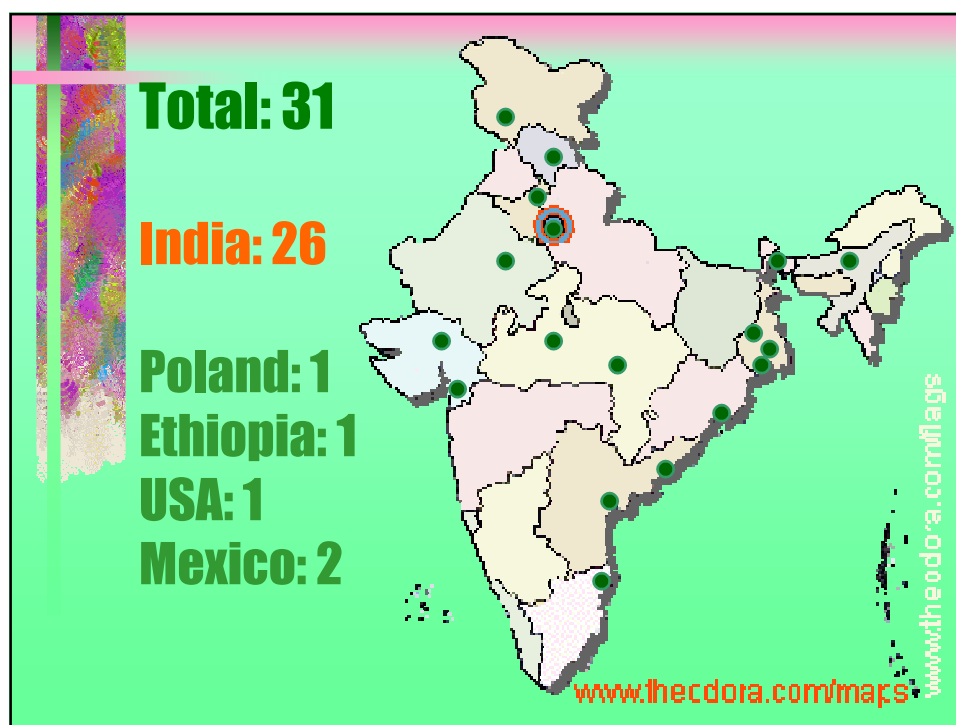 Total: 31
India: 26
Poland: 1
Ethiopia: 1
USA: 1
Mexico: 2
www.theodora.com/flags
www.thecdora.com/maps